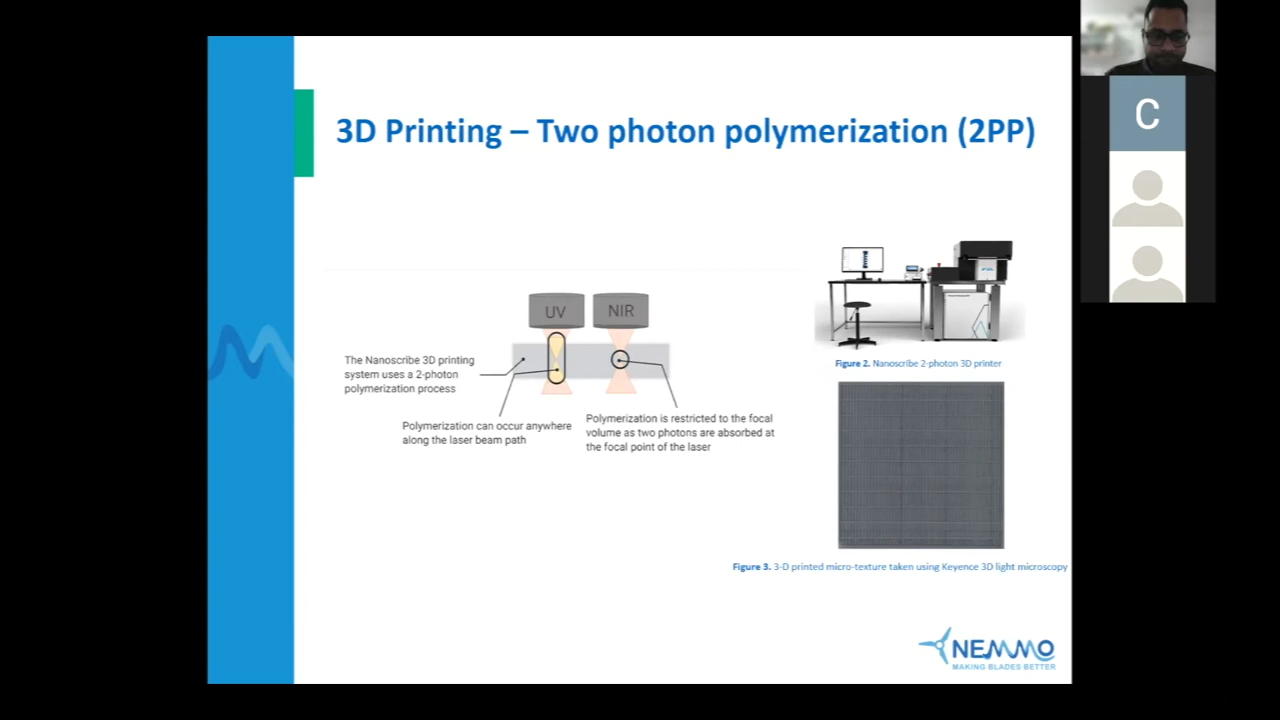 3D Printing – Two photon polymerization (2PP)
UV
NIR
The Nanoscribe 3D printing
system uses a 2-photon
polymerization process
Polymerization can occur anywhere
along the laser beam path
Polymerization is restricted to the focal
volume as two photons are absorbed at
the focal point of the laser
Figure 2. Nanoscribe 2-photon 3D printer
Figure 3. 3-D printed micro-texture taken using Keyence 3D light microscopy
NEMMO
MAKING BLADES BETTER
C